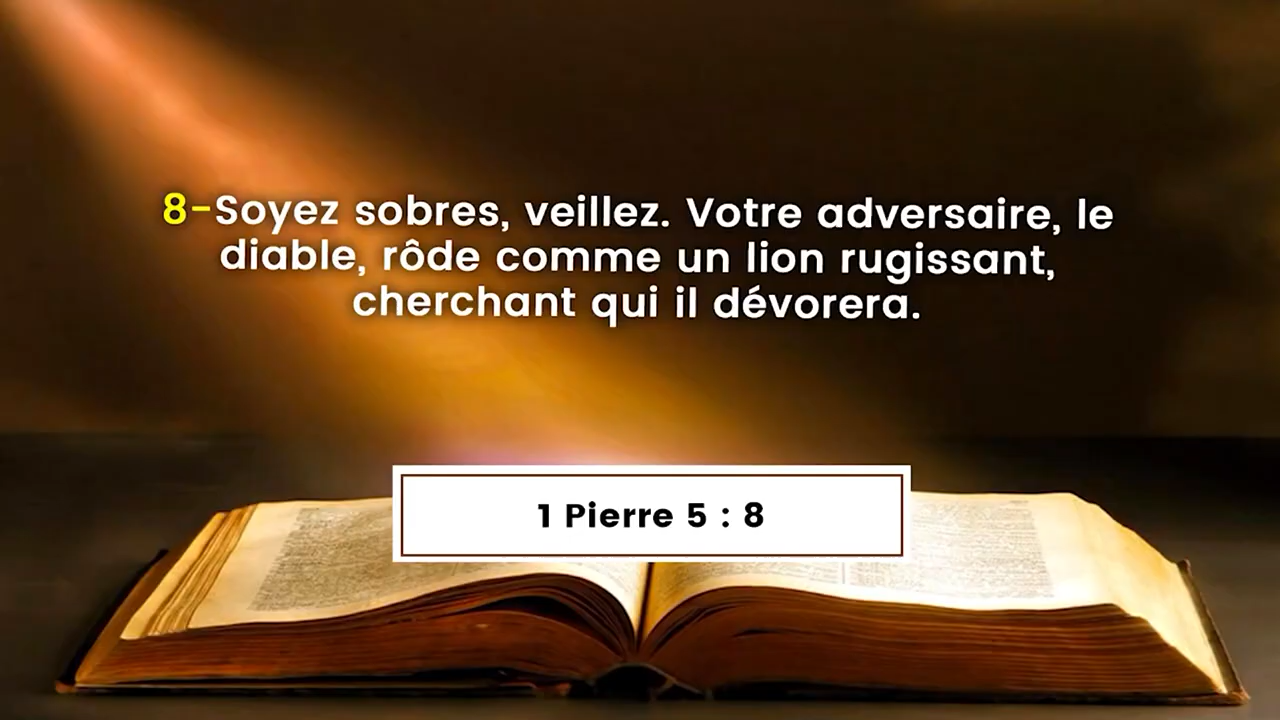 8-Soyez sobres, veillez. Votre adversaire, le
diable, rôde comme un lion rugissant,
cherchant qui il dévorera.
1 Pierre 5 : 8